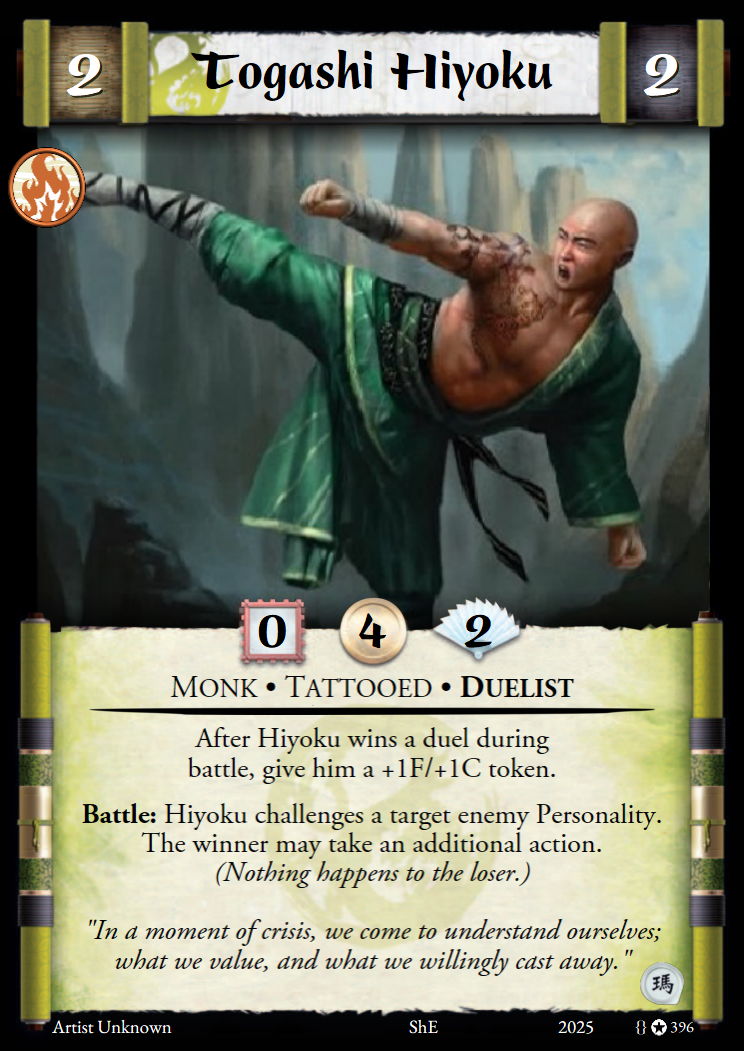 2 Togashi Hiyoku 2
0 4 2
Monk • Tattooed • Duelist
After Hiyoku wins a duel during
battle, give him a +1F/+1C token.
Battle: Hiyoku challenges a target enemy Personality.
The winner may take an additional action.
(Nothing happens to the loser.)
"In a moment of crisis, we come to understand ourselves;
what we value, and what we willingly cast away."
瑪
Artist Unknown ShE 2025 {} ✪ 396